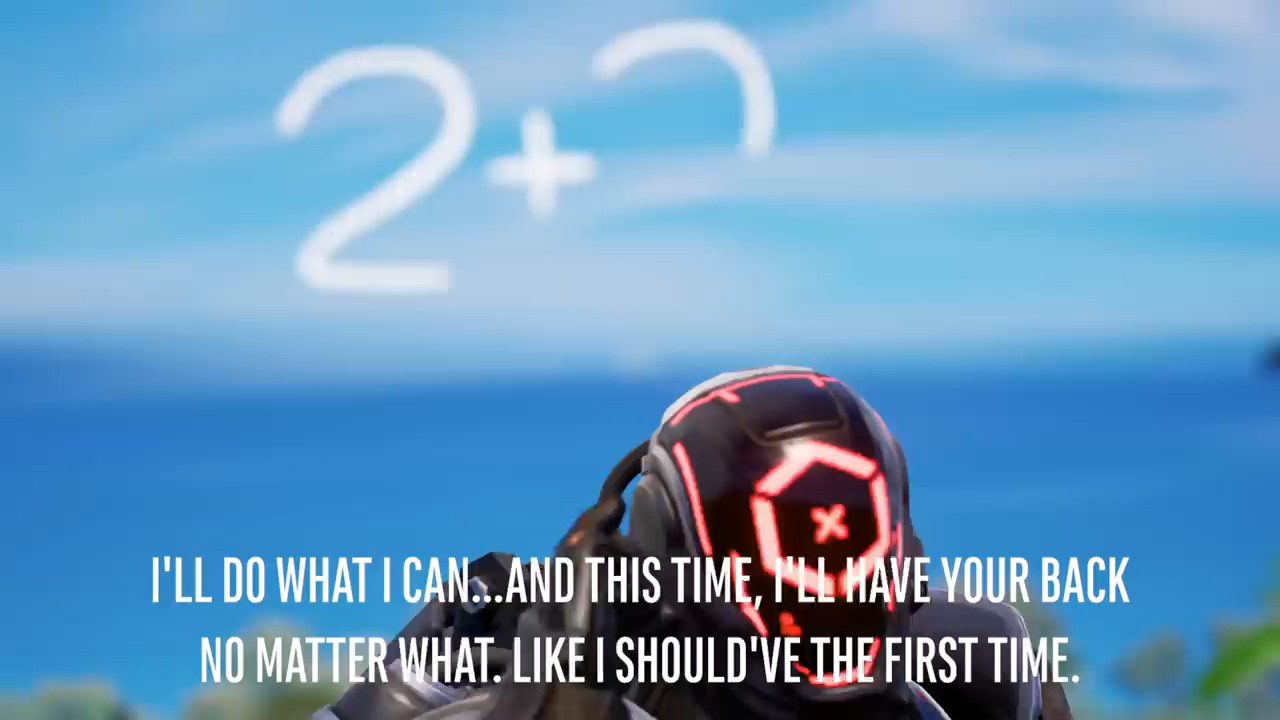 2+
I'LL DO WHAT I CAN...AND THIS TIME, I'LL HAVE YOUR BACK
NO MATTER WHAT. LIKE I SHOULD'VE THE FIRST TIME.